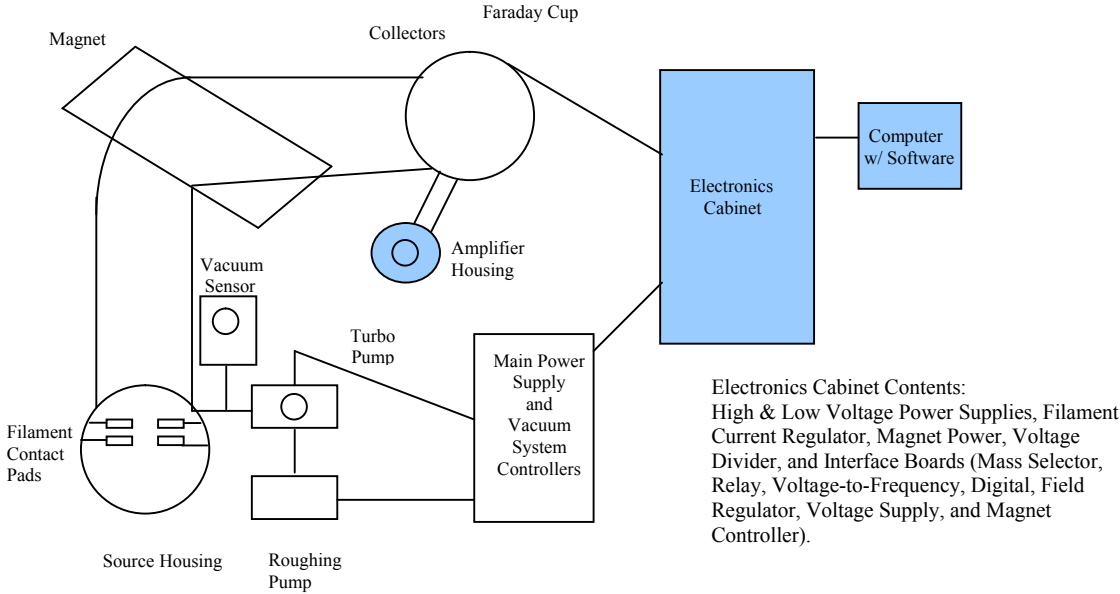 Faraday Cup
Magnet
Collectors
Computer
w/ Software
Electronics
Cabinet
Amplifier
Housing
Vacuum
Sensor
Turbo
Pump
Main Power
Supply
and
Vacuum
System
Controllers
Electronics Cabinet Contents:
High & Low Voltage Power Supplies, Filament
Current Regulator, Magnet Power, Voltage
Divider, and Interface Boards (Mass Selector,
Relay, Voltage-to-Frequency, Digital, Field
Regulator, Voltage Supply, and Magnet
Controller).
Filament
Contact
Pads
Source Housing
Roughing
Pump